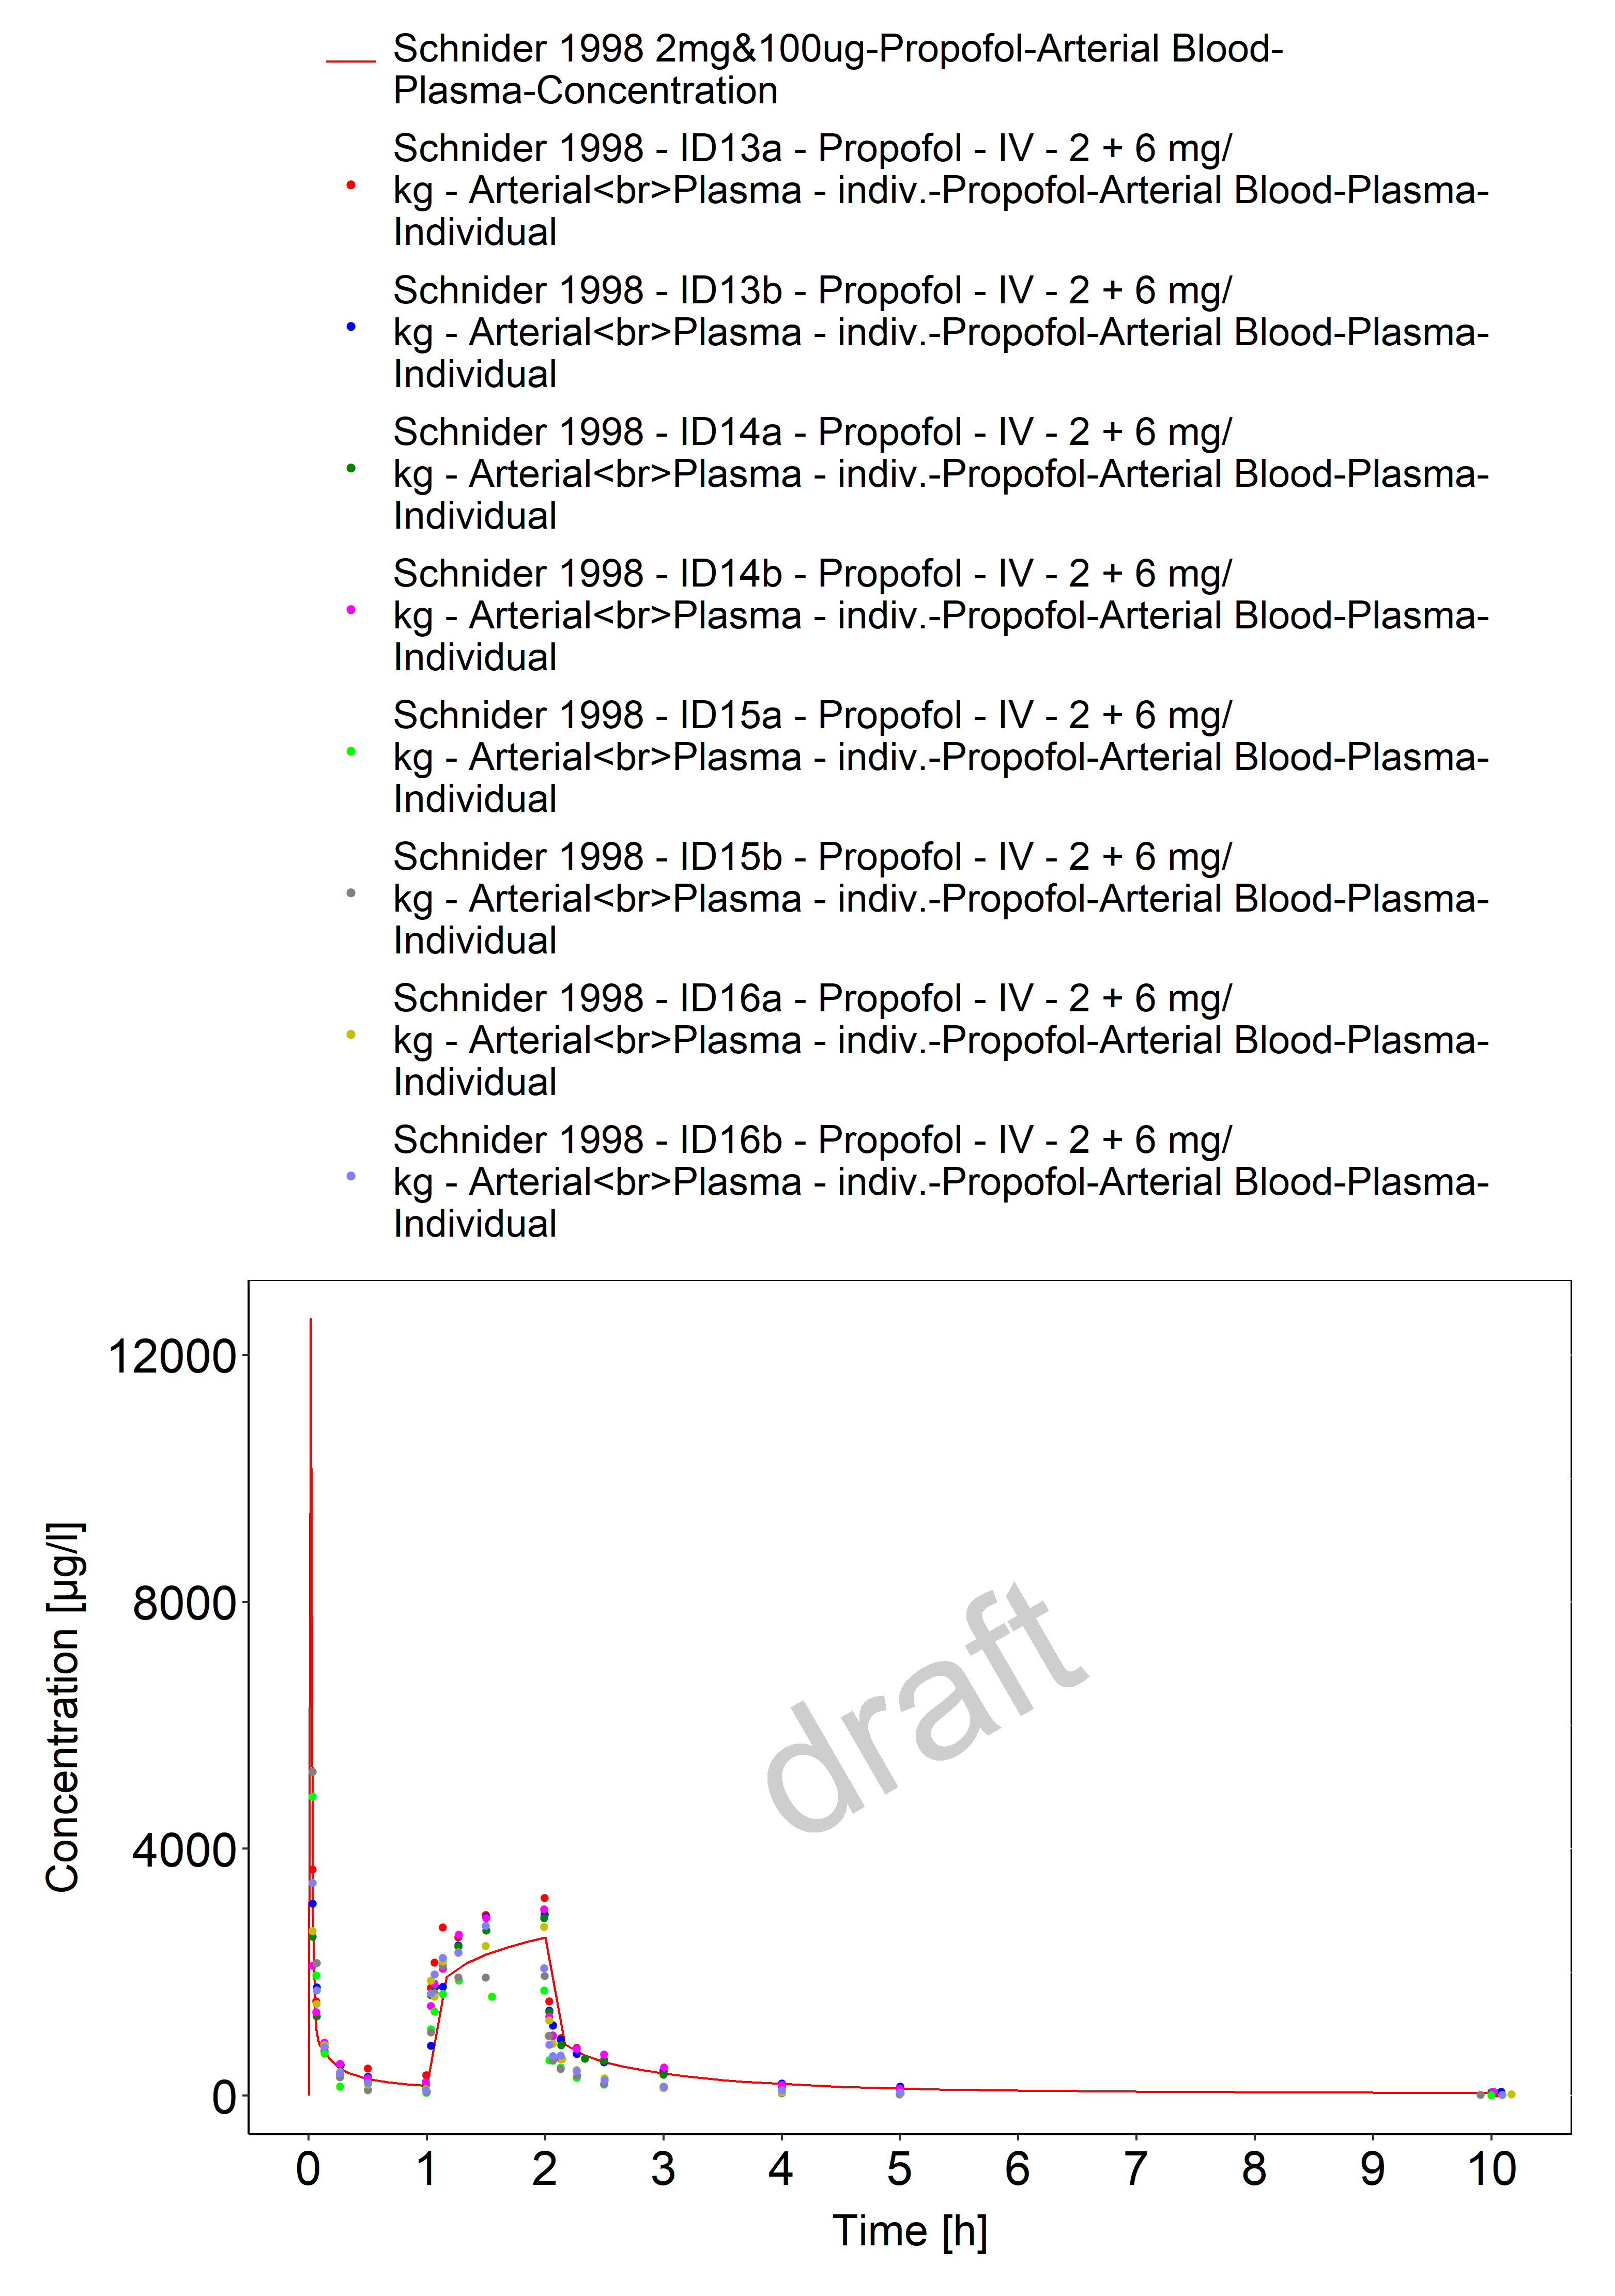 Schnider 1998 2mg&100ug-Propofol-Arterial Blood-
Plasma-Concentration
Schnider 1998 - ID13a - Propofol - IV - 2 + 6 mg/
kg - Arterial<br>Plasma - indiv.-Propofol-Arterial Blood-Plasma-
Individual
Schnider 1998 - ID13b - Propofol - IV - 2 + 6 mg/
kg - Arterial<br>Plasma - indiv.-Propofol-Arterial Blood-Plasma-
Individual
Schnider 1998 - ID14a - Propofol - IV - 2 + 6 mg/
kg - Arterial<br>Plasma - indiv.-Propofol-Arterial Blood-Plasma-
Individual
Schnider 1998 - ID14b - Propofol - IV - 2 + 6 mg/
kg - Arterial<br>Plasma - indiv.-Propofol-Arterial Blood-Plasma-
Individual
Schnider 1998 - ID15a - Propofol - IV - 2 + 6 mg/
kg - Arterial<br>Plasma - indiv.-Propofol-Arterial Blood-Plasma-
Individual
Schnider 1998 - ID15b - Propofol - IV - 2 + 6 mg/
kg - Arterial<br>Plasma - indiv.-Propofol-Arterial Blood-Plasma-
Individual
Schnider 1998 - ID16a - Propofol - IV - 2 + 6 mg/
kg - Arterial<br>Plasma - indiv.-Propofol-Arterial Blood-Plasma-
Individual
Schnider 1998 - ID16b - Propofol - IV - 2 + 6 mg/
kg - Arterial<br>Plasma - indiv.-Propofol-Arterial Blood-Plasma-
Individual
Concentration [µg/l]
12000
8000
4000
0
draft
0 1 2 3 4 5 6 7 8 9 10
Time [h]